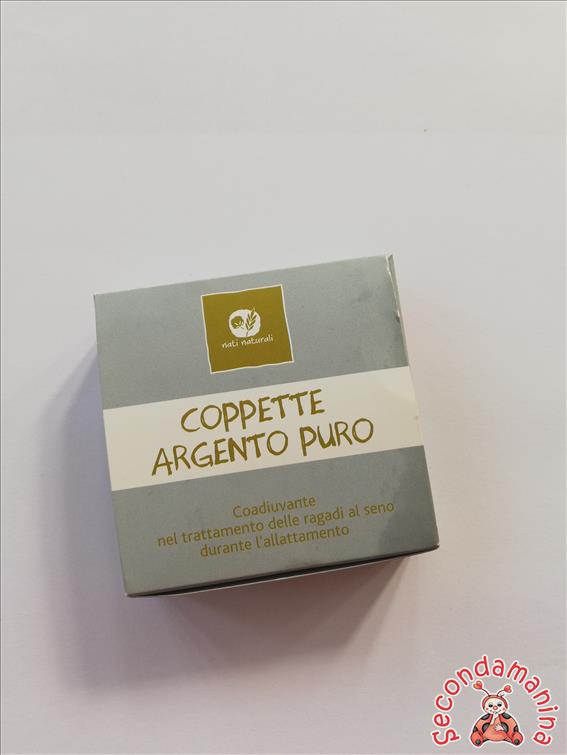 nati naturali
COPPETTE
ARGENTO PURO
Coadiuvante
nel trattamento delle ragadi al seno
durante l'allattamento
Secondamanina